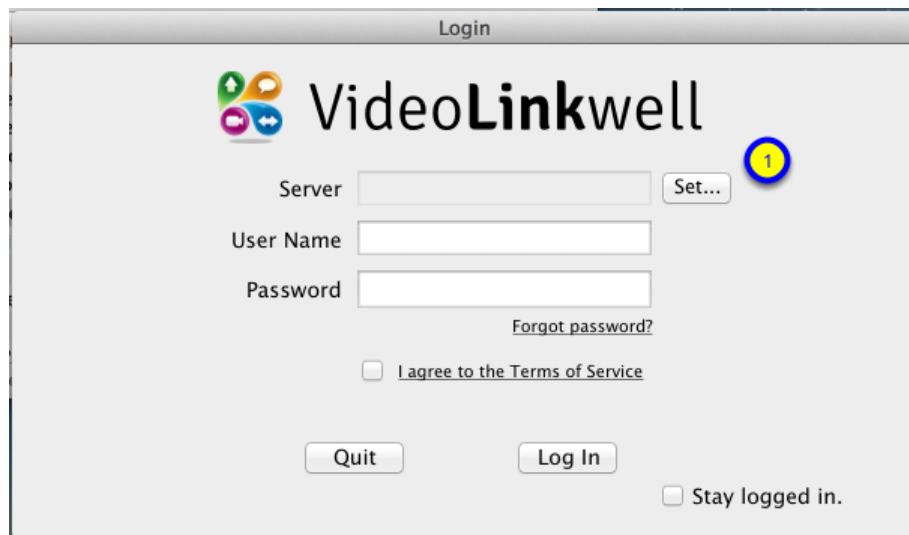 Login
VideoLinkwell
1
Server Set...
User Name
Password
Forgot password?
I agree to the Terms of Service
Quit Log In
Stay logged in.